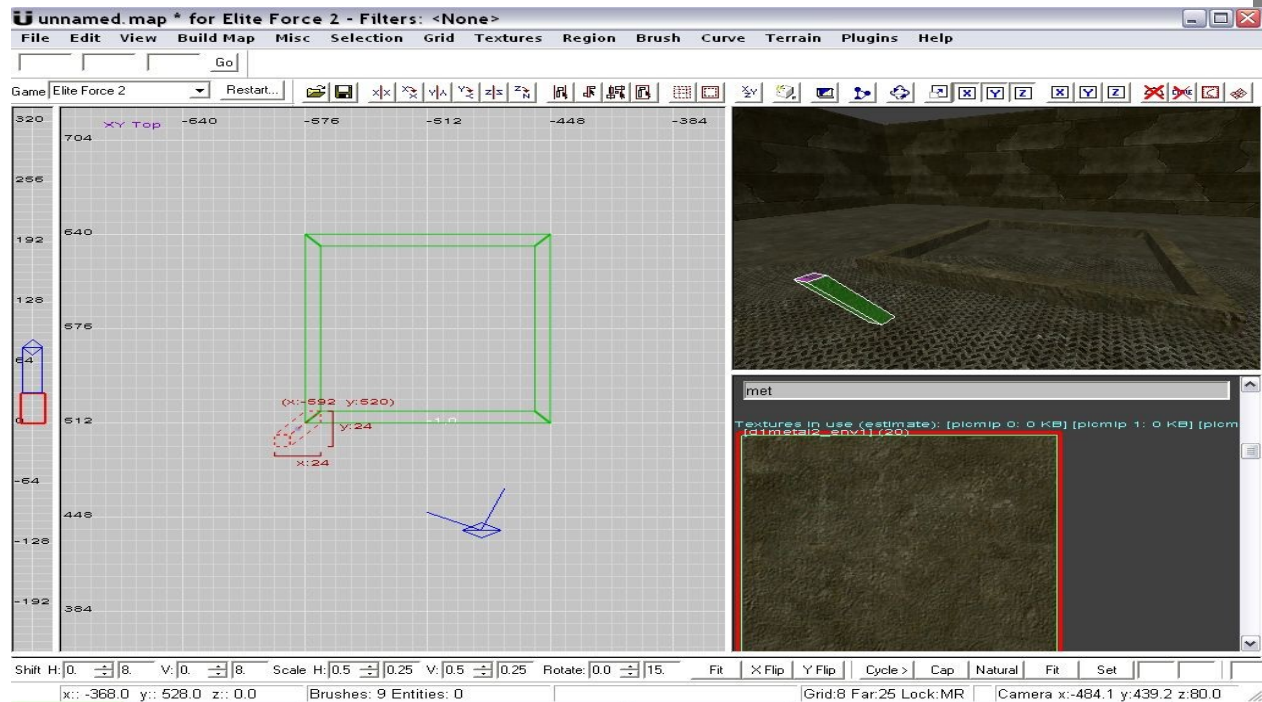 unnamed.map * for Elite Force 2 - Filters: <None>
File Edit View Build Map Misc Selection Grid Textures Region Brush Curve Terrain Plugins Help
Go
Game Elite Force 2 Restart...
320 XY Top -640 -576 -512 -448 -384
704
256
192 640
128
576
64
(x:-592 y:520)
0 512 -1.0
y:24
x:24
-64
448
-128
-192 384
met
Textures in use (estimate): [picmip 0: 0 KB] [picmip 1: 0 KB] [picm
[d1metal2_env1] (20)
Shift H: 0. 8. V: 0. 8. Scale H: 0.5 0.25 V: 0.5 0.25 Rotate: 0.0 15. Fit X Flip Y Flip Cycle > Cap Natural Fit Set
x:: -368.0 y:: 528.0 z:: 0.0 Brushes: 9 Entities: 0 Grid:8 Far:25 Lock:MR Camera x:-484.1 y:439.2 z:80.0